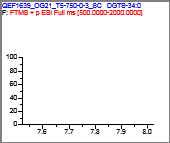 QEF1639_OG21_T5-750-0-3_SC DGTS-34:0
F: FTMS + p ESI Full ms [500.0000-2000.0000]
100
80
60
40
20
0
7.6 7.7 7.8 7.9 8.0